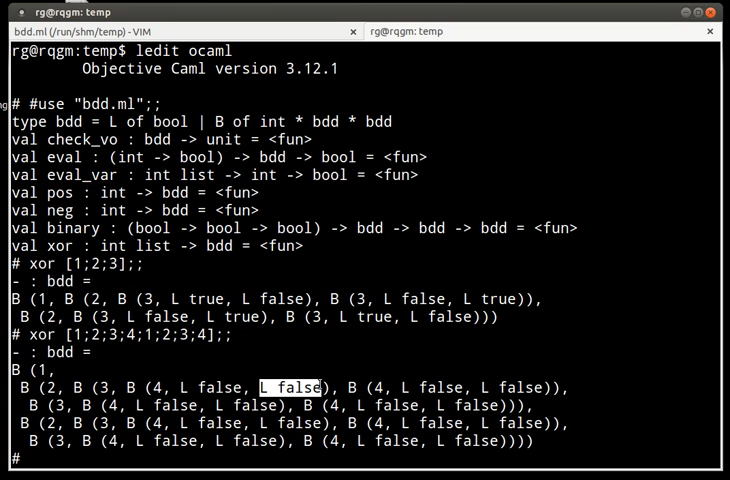 rg@rqgm: temp
bdd.ml (/run/shm/temp) - VIM
rg@rqgm: temp
rg@rqgm:temp$ ledit ocaml
Objective Caml version 3.12.1
# #use "bdd.ml";;
type bdd = L of bool | B of int * bdd * bdd
val check_vo : bdd -> unit = <fun>
val eval : (int -> bool) -> bdd -> bool = <fun>
val eval_var : int list -> int -> bool = <fun>
val pos : int -> bdd = <fun>
val neg : int -> bdd = <fun>
val binary : (bool -> bool -> bool) -> bdd -> bdd -> bdd = <fun>
val xor : int list -> bdd = <fun>
# xor [1;2;3];;
- : bdd =
B (1, B (2, B (3, L true, L false), B (3, L false, L true)),
B (2, B (3, L false, L true), B (3, L true, L false)))
# xor [1;2;3;4;1;2;3;4];;
- : bdd =
B (1,
B (2, B (3, B (4, L false, L false), B (4, L false, L false)),
B (3, B (4, L false, L false), B (4, L false, L false))),
B (2, B (3, B (4, L false, L false), B (4, L false, L false)),
B (3, B (4, L false, L false), B (4, L false, L false))))
#